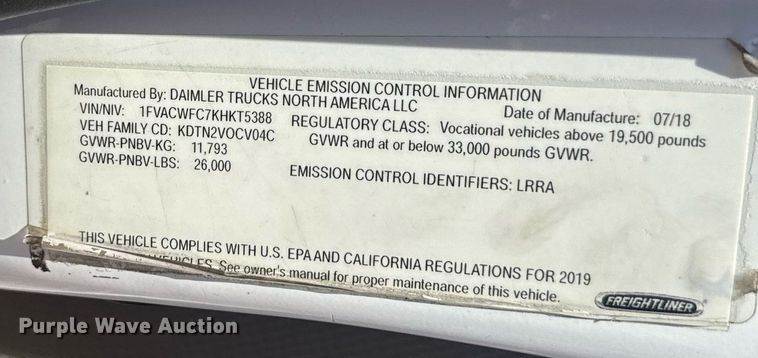 VEHICLE EMISSION CONTROL INFORMATION
Manufactured By: DAIMLER TRUCKS NORTH AMERICA LLC
Date of Manufacture: 07/18
VIN/NIV: 1FVACWFC7KHKT5388
REGULATORY CLASS: Vocational vehicles above 19,500 pounds
GVWR and at or below 33,000 pounds GVWR.
VEH FAMILY CD: KDTN2VOCV04C
GVWR-PNBV-KG: 11,793
GVWR-PNBV-LBS: 26,000
EMISSION CONTROL IDENTIFIERS: LRRA
THIS VEHICLE COMPLIES WITH U.S. EPA AND CALIFORNIA REGULATIONS FOR 2019
VEHICLES. See owner's manual for proper maintenance of this vehicle.
FREIGHTLINER
Purple Wave Auction